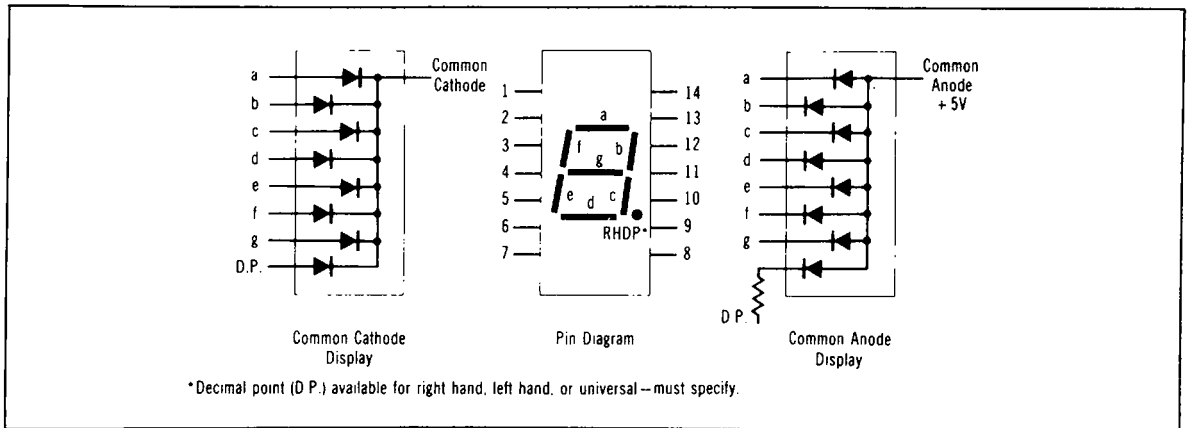 a
b
c
d
e
f
g
D.P.
Common
Cathode
Common Cathode
Display
1
2
3
4
5
6
7
a
f
b
g
e
d
c
RHDP*
14
13
12
11
10
9
8
Pin Diagram
a
b
c
d
e
f
g
D P.
Common
Anode
+ 5V
Common Anode
Display
*Decimal point (D P.) available for right hand, left hand, or universal — must specify.